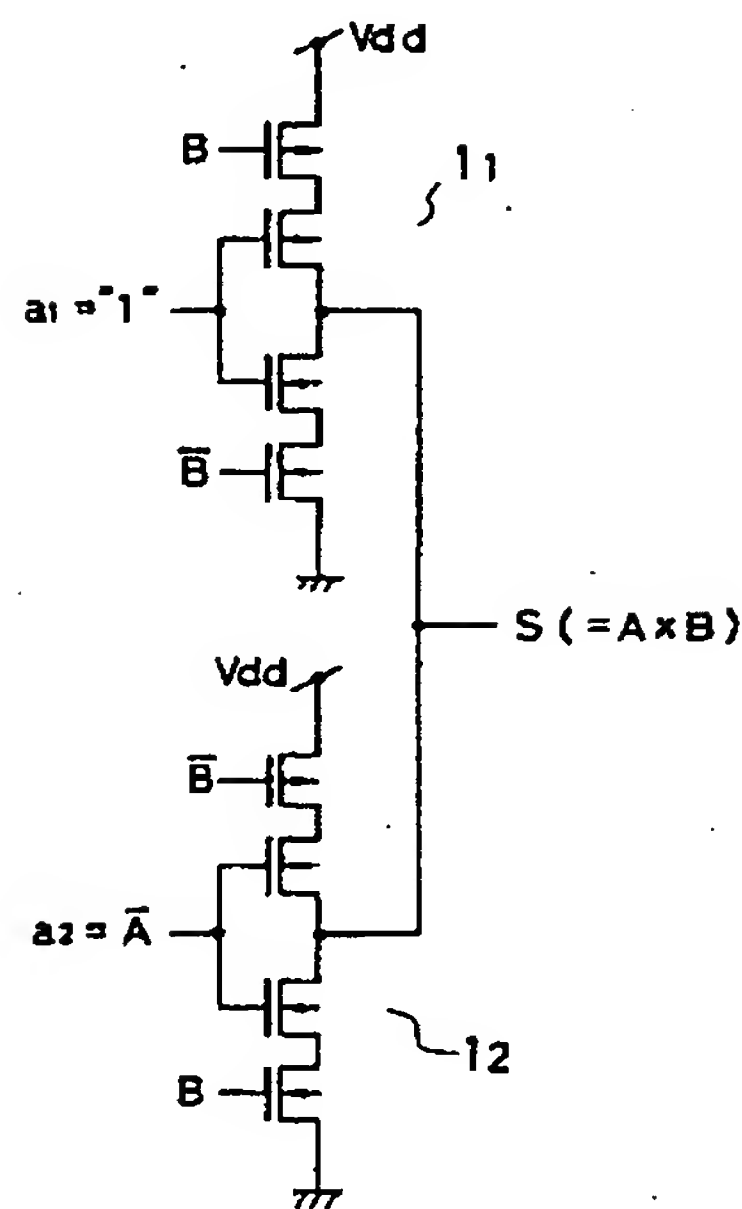 Vdd
B
11
a1 = "1"
B̅
S ( = A × B )
Vdd
B̅
a2 = A̅
12
B